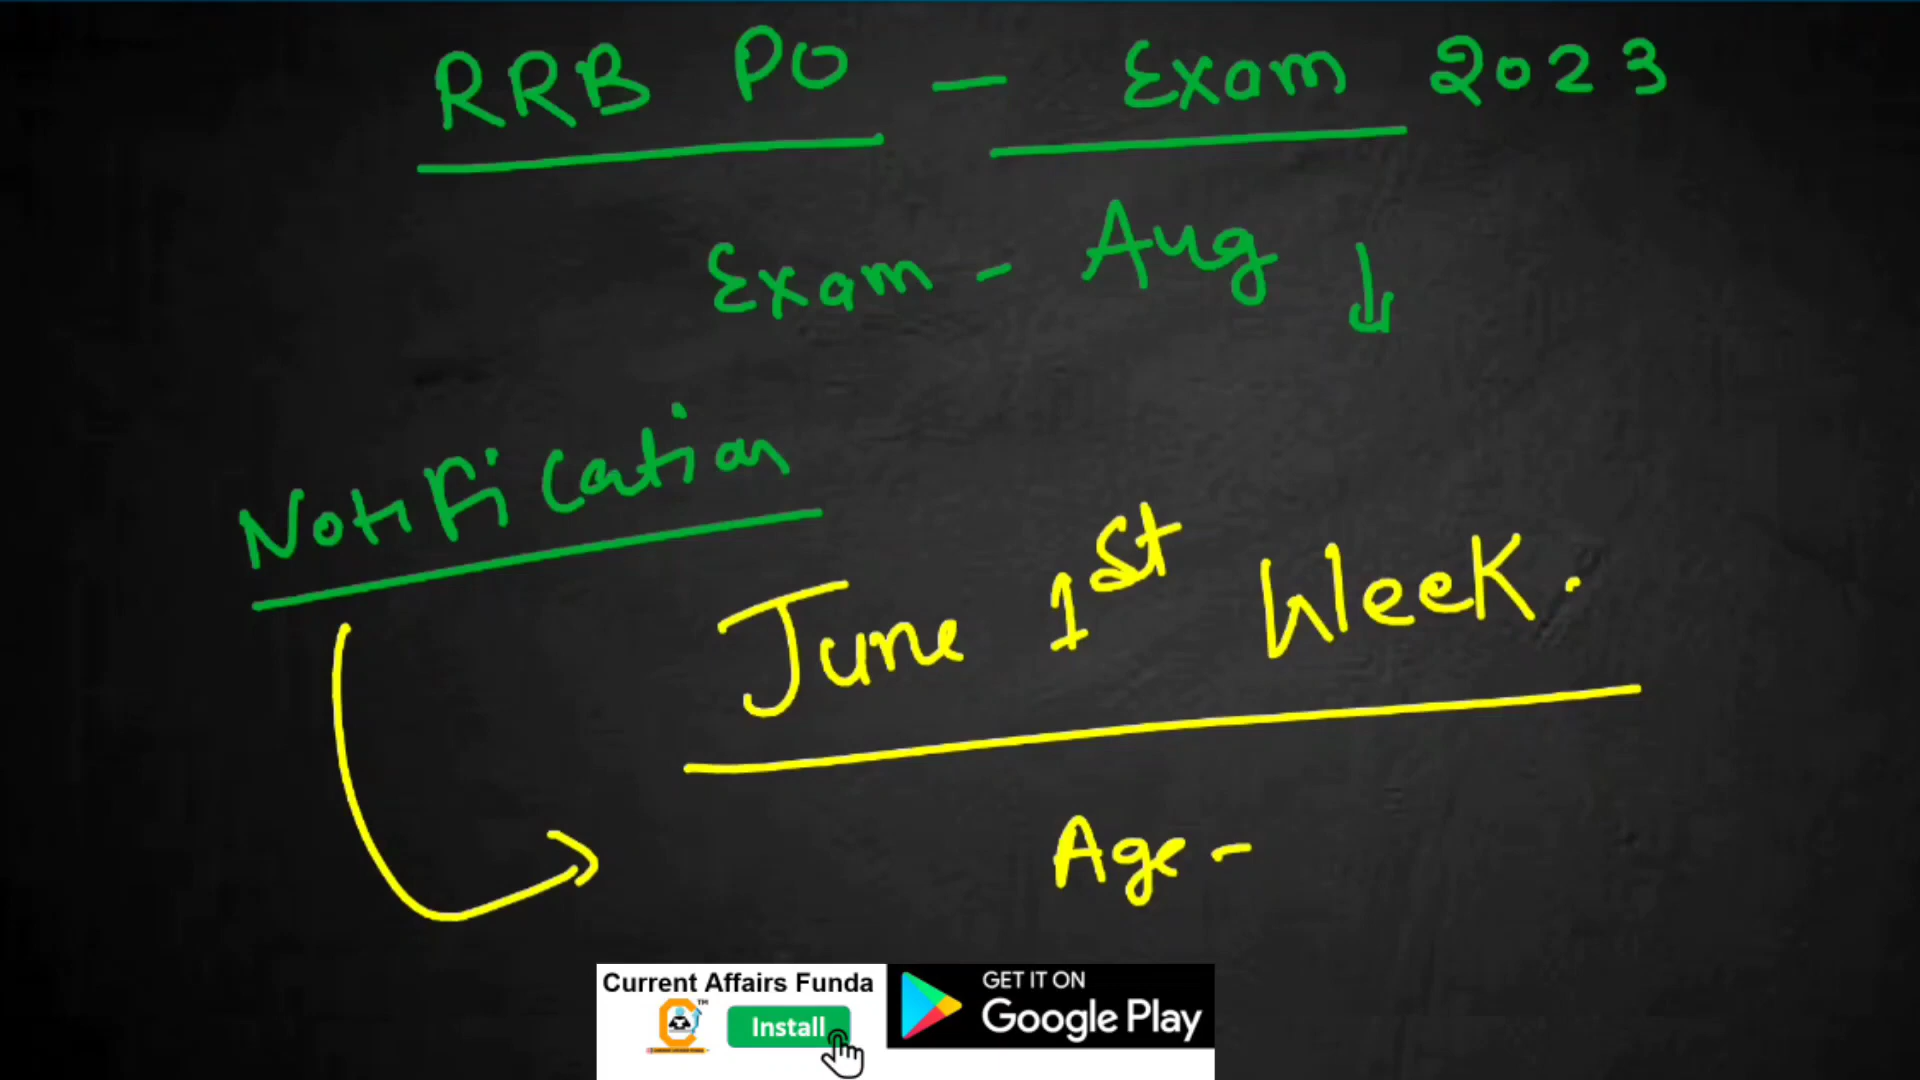 RRB PO - Exam 2023
Exam - Aug ↓
Notification
June 1st Week.
Age -
Current Affairs Funda
TM
Install
GET IT ON
Google Play